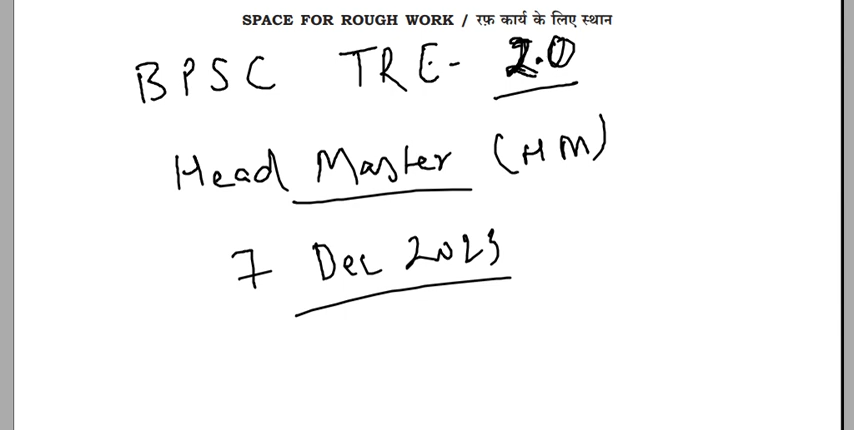 SPACE FOR ROUGH WORK / रफ़ कार्य के लिए स्थान
BPSC TRE- 2.0
Head Master (HM)
7 Dec 2023